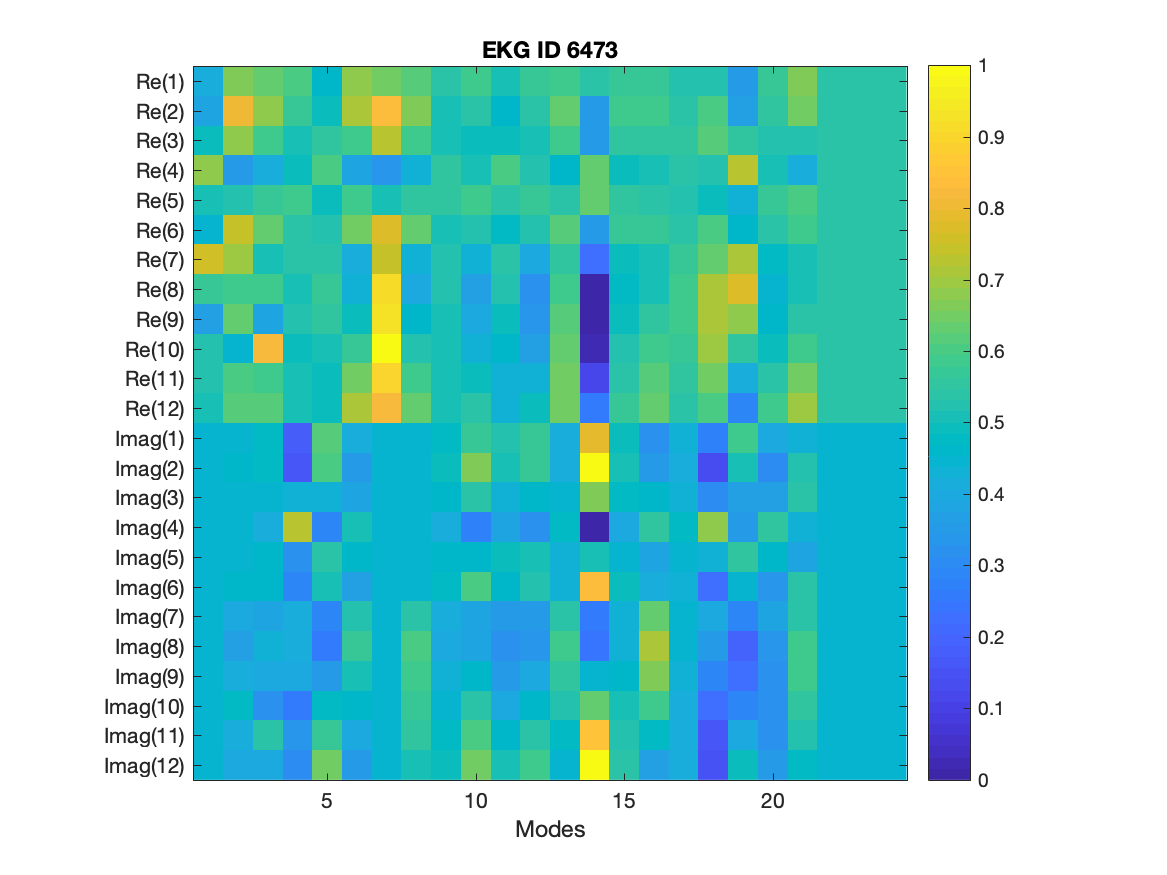 EKG ID 6473
Re(1)
Re(2)
Re(3)
Re(4)
Re(5)
Re(6)
Re(7)
Re(8)
Re(9)
Re(10)
Re(11)
Re(12)
Imag(1)
Imag(2)
Imag(3)
Imag(4)
Imag(5)
Imag(6)
Imag(7)
Imag(8)
Imag(9)
Imag(10)
Imag(11)
Imag(12)
5 10 15 20
Modes
1
0.9
0.8
0.7
0.6
0.5
0.4
0.3
0.2
0.1
0